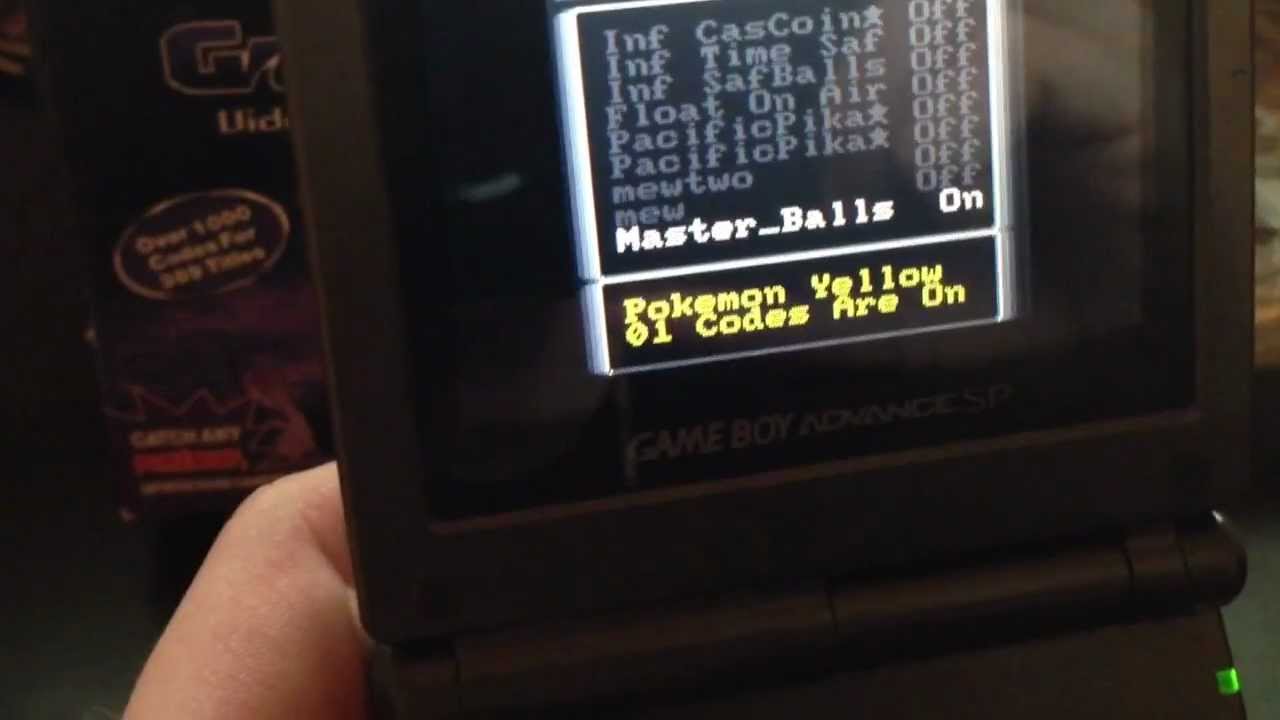 Over 1000
Codes For
Titles
CATCH ANY
Inf CasCoin★ Off
Inf Time Saf Off
Inf SafBalls Off
Float On Air Off
PacificPika★ Off
PacificPika★ Off
mewtwo Off
mew Off
Master_Balls On
Pokemon Yellow
01 Codes Are On
GAME BOY ADVANCE SP